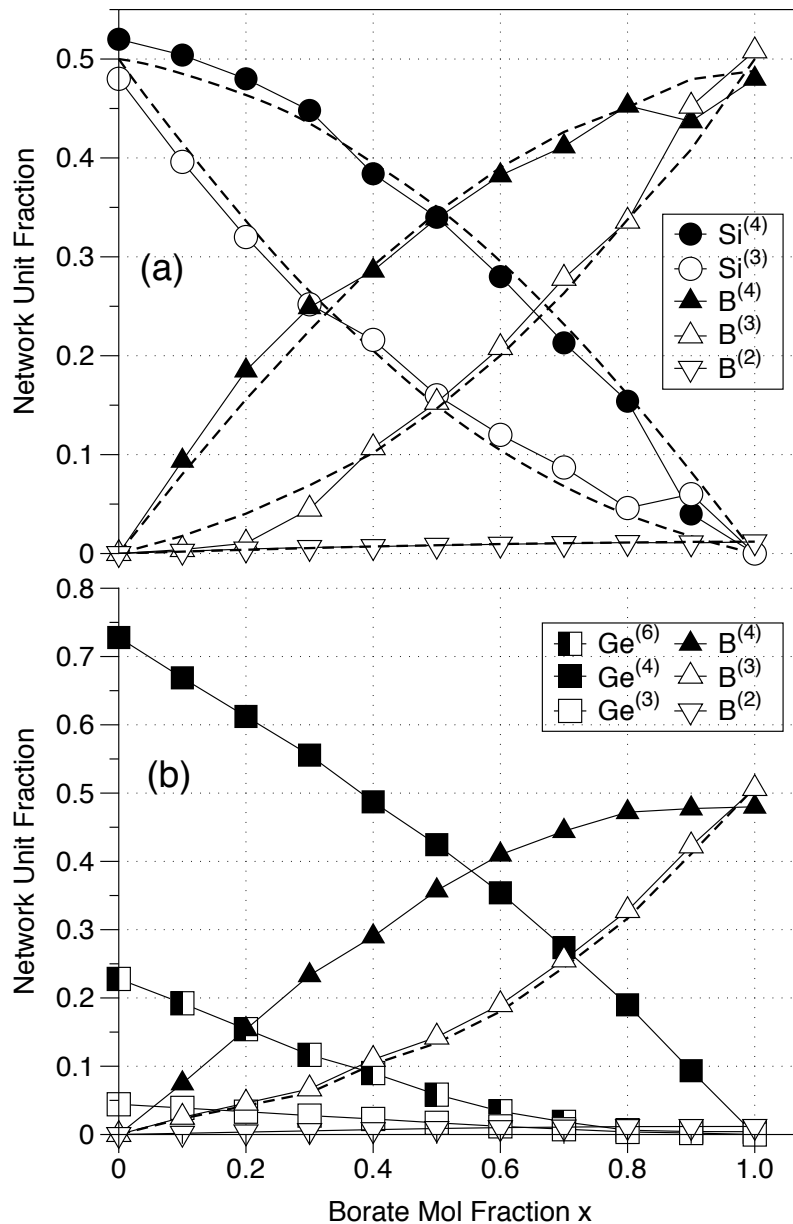 0.5
0.4
0.3
0.2
0.1
0
Network Unit Fraction
(a)
Si(4)
Si(3)
B(4)
B(3)
B(2)
0.8
0.7
0.6
0.5
0.4
0.3
0.2
0.1
0
Network Unit Fraction
(b)
Ge(6) B(4)
Ge(4) B(3)
Ge(3) B(2)
0 0.2 0.4 0.6 0.8 1.0
Borate Mol Fraction x